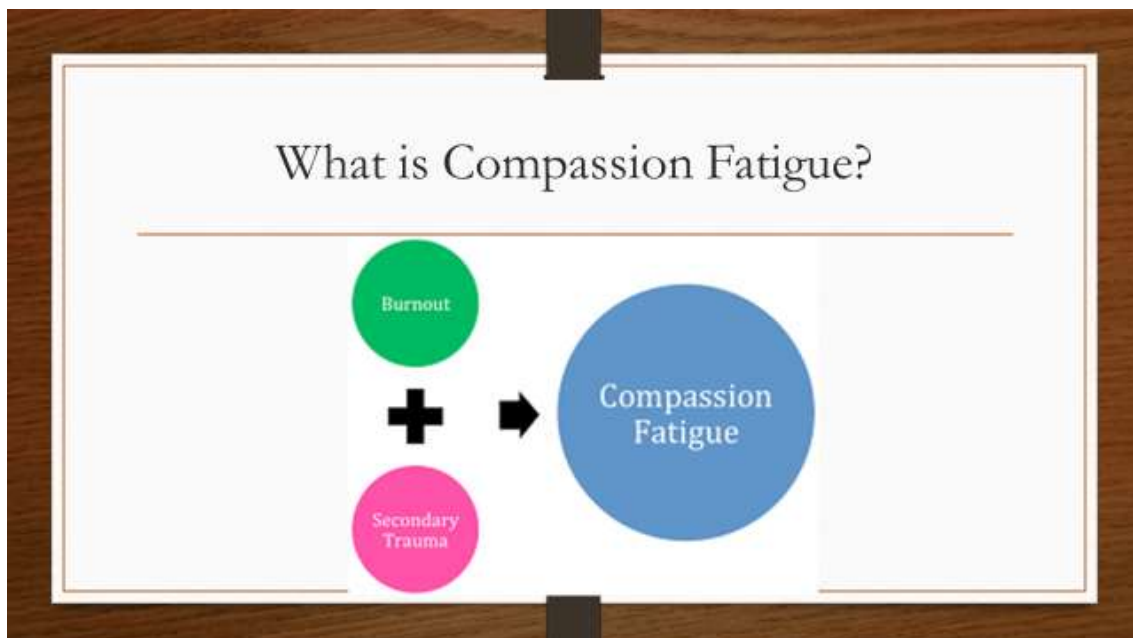 What is Compassion Fatigue?
Burnout
Secondary
Trauma
Compassion
Fatigue